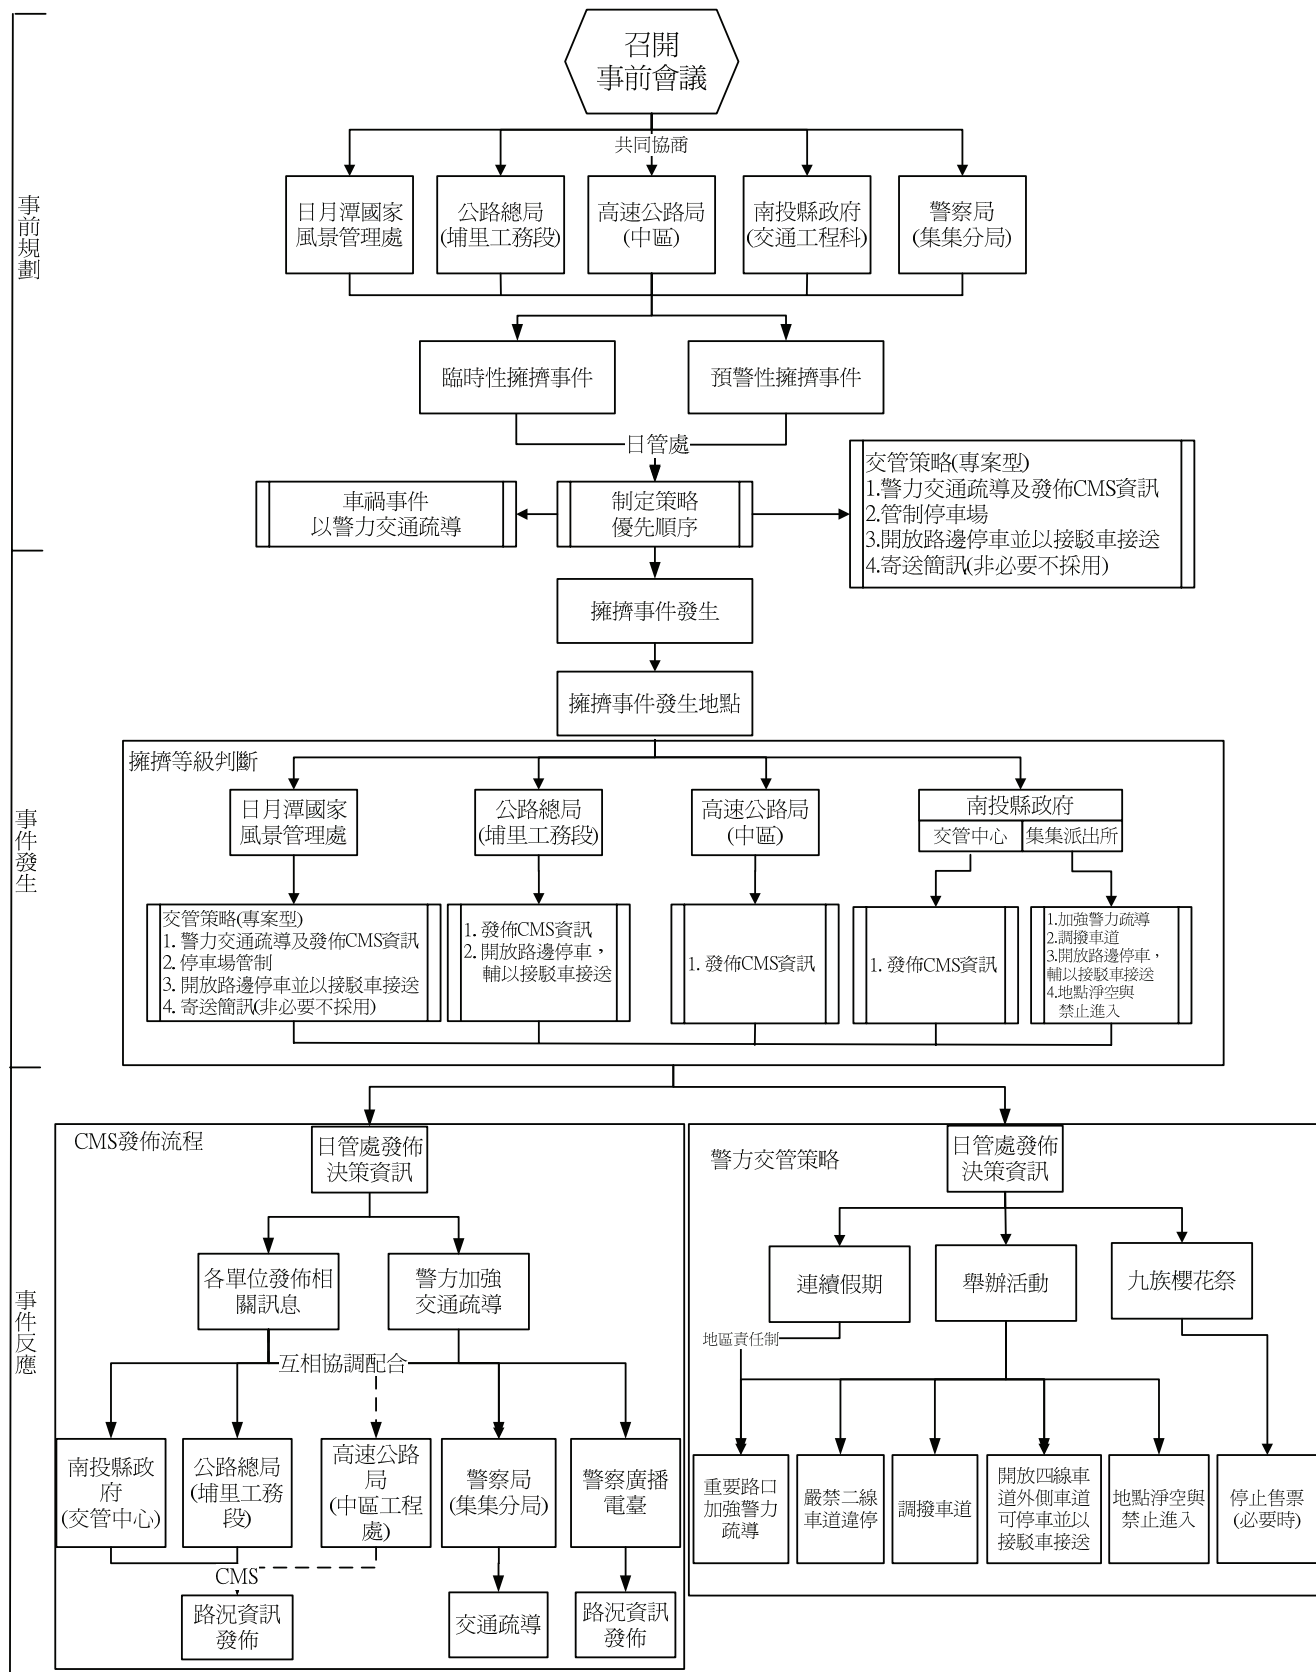 召開
事前會議
共同協商
事前規劃
日月潭國家
風景管理處
公路總局
(埔里工務段)
高速公路局
(中區)
南投縣政府
(交通工程科)
警察局
(集集分局)
臨時性擁擠事件
預警性擁擠事件
日管處
車禍事件
以警力交通疏導
制定策略
優先順序
交管策略(專案型)
1.警力交通疏導及發佈CMS資訊
2.管制停車場
3.開放路邊停車並以接駁車接送
4.寄送簡訊(非必要不採用)
擁擠事件發生
擁擠事件發生地點
事件發生
擁擠等級判斷
日月潭國家
風景管理處
公路總局
(埔里工務段)
高速公路局
(中區)
南投縣政府
交管中心
集集派出所
交管策略(專案型)
1. 警力交通疏導及發佈CMS資訊
2. 停車場管制
3. 開放路邊停車並以接駁車接送
4. 寄送簡訊(非必要不採用)
1. 發佈CMS資訊
2. 開放路邊停車，
輔以接駁車接送
1. 發佈CMS資訊
1. 發佈CMS資訊
1.加強警力疏導
2.調撥車道
3.開放路邊停車，
輔以接駁車接送
4.地點淨空與
禁止進入
事件反應
CMS發佈流程
日管處發佈
決策資訊
各單位發佈相
關訊息
警方加強
交通疏導
互相協調配合
南投縣政
府
(交管中心)
公路總局
(埔里工務
段)
高速公路
局
(中區工程
處)
警察局
(集集分局)
警察廣播
電臺
CMS
路況資訊
發佈
交通疏導
路況資訊
發佈
警方交管策略
日管處發佈
決策資訊
連續假期
舉辦活動
九族櫻花祭
地區責任制
重要路口
加強警力
疏導
嚴禁二線
車道違停
調撥車道
開放四線車
道外側車道
可停車並以
接駁車接送
地點淨空與
禁止進入
停止售票
(必要時)